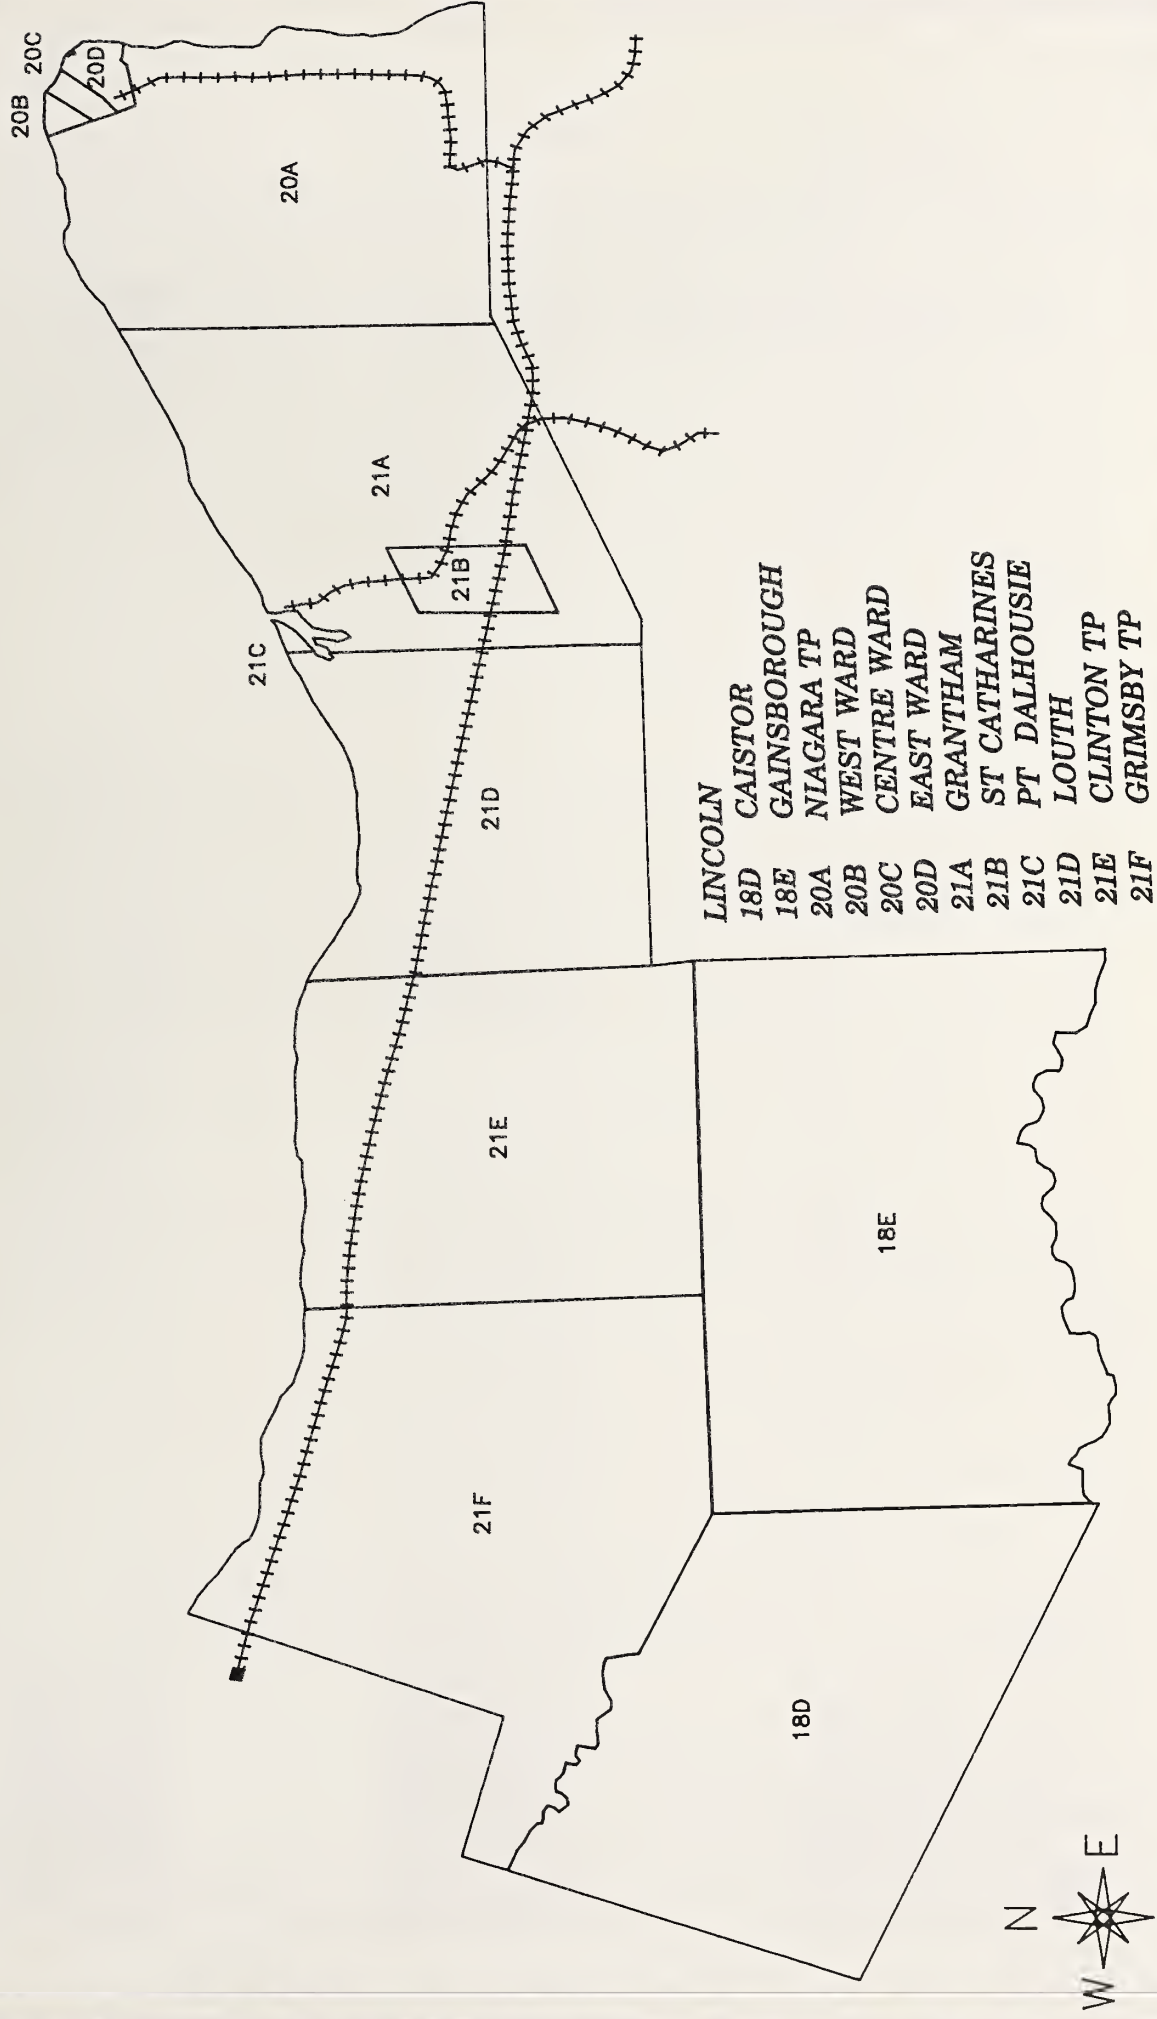 20B
20C
20D
20A
21A
21B
21C
21D
21E
21F
18E
18D
LINCOLN
18D CAISTOR
18E GAINSBOROUGH
20A NIAGARA TP
20B WEST WARD
20C CENTRE WARD
20D EAST WARD
21A GRANTHAM
21B ST CATHARINES
21C PT DALHOUSIE
21D LOUTH
21E CLINTON TP
21F GRIMSBY TP
N
W E